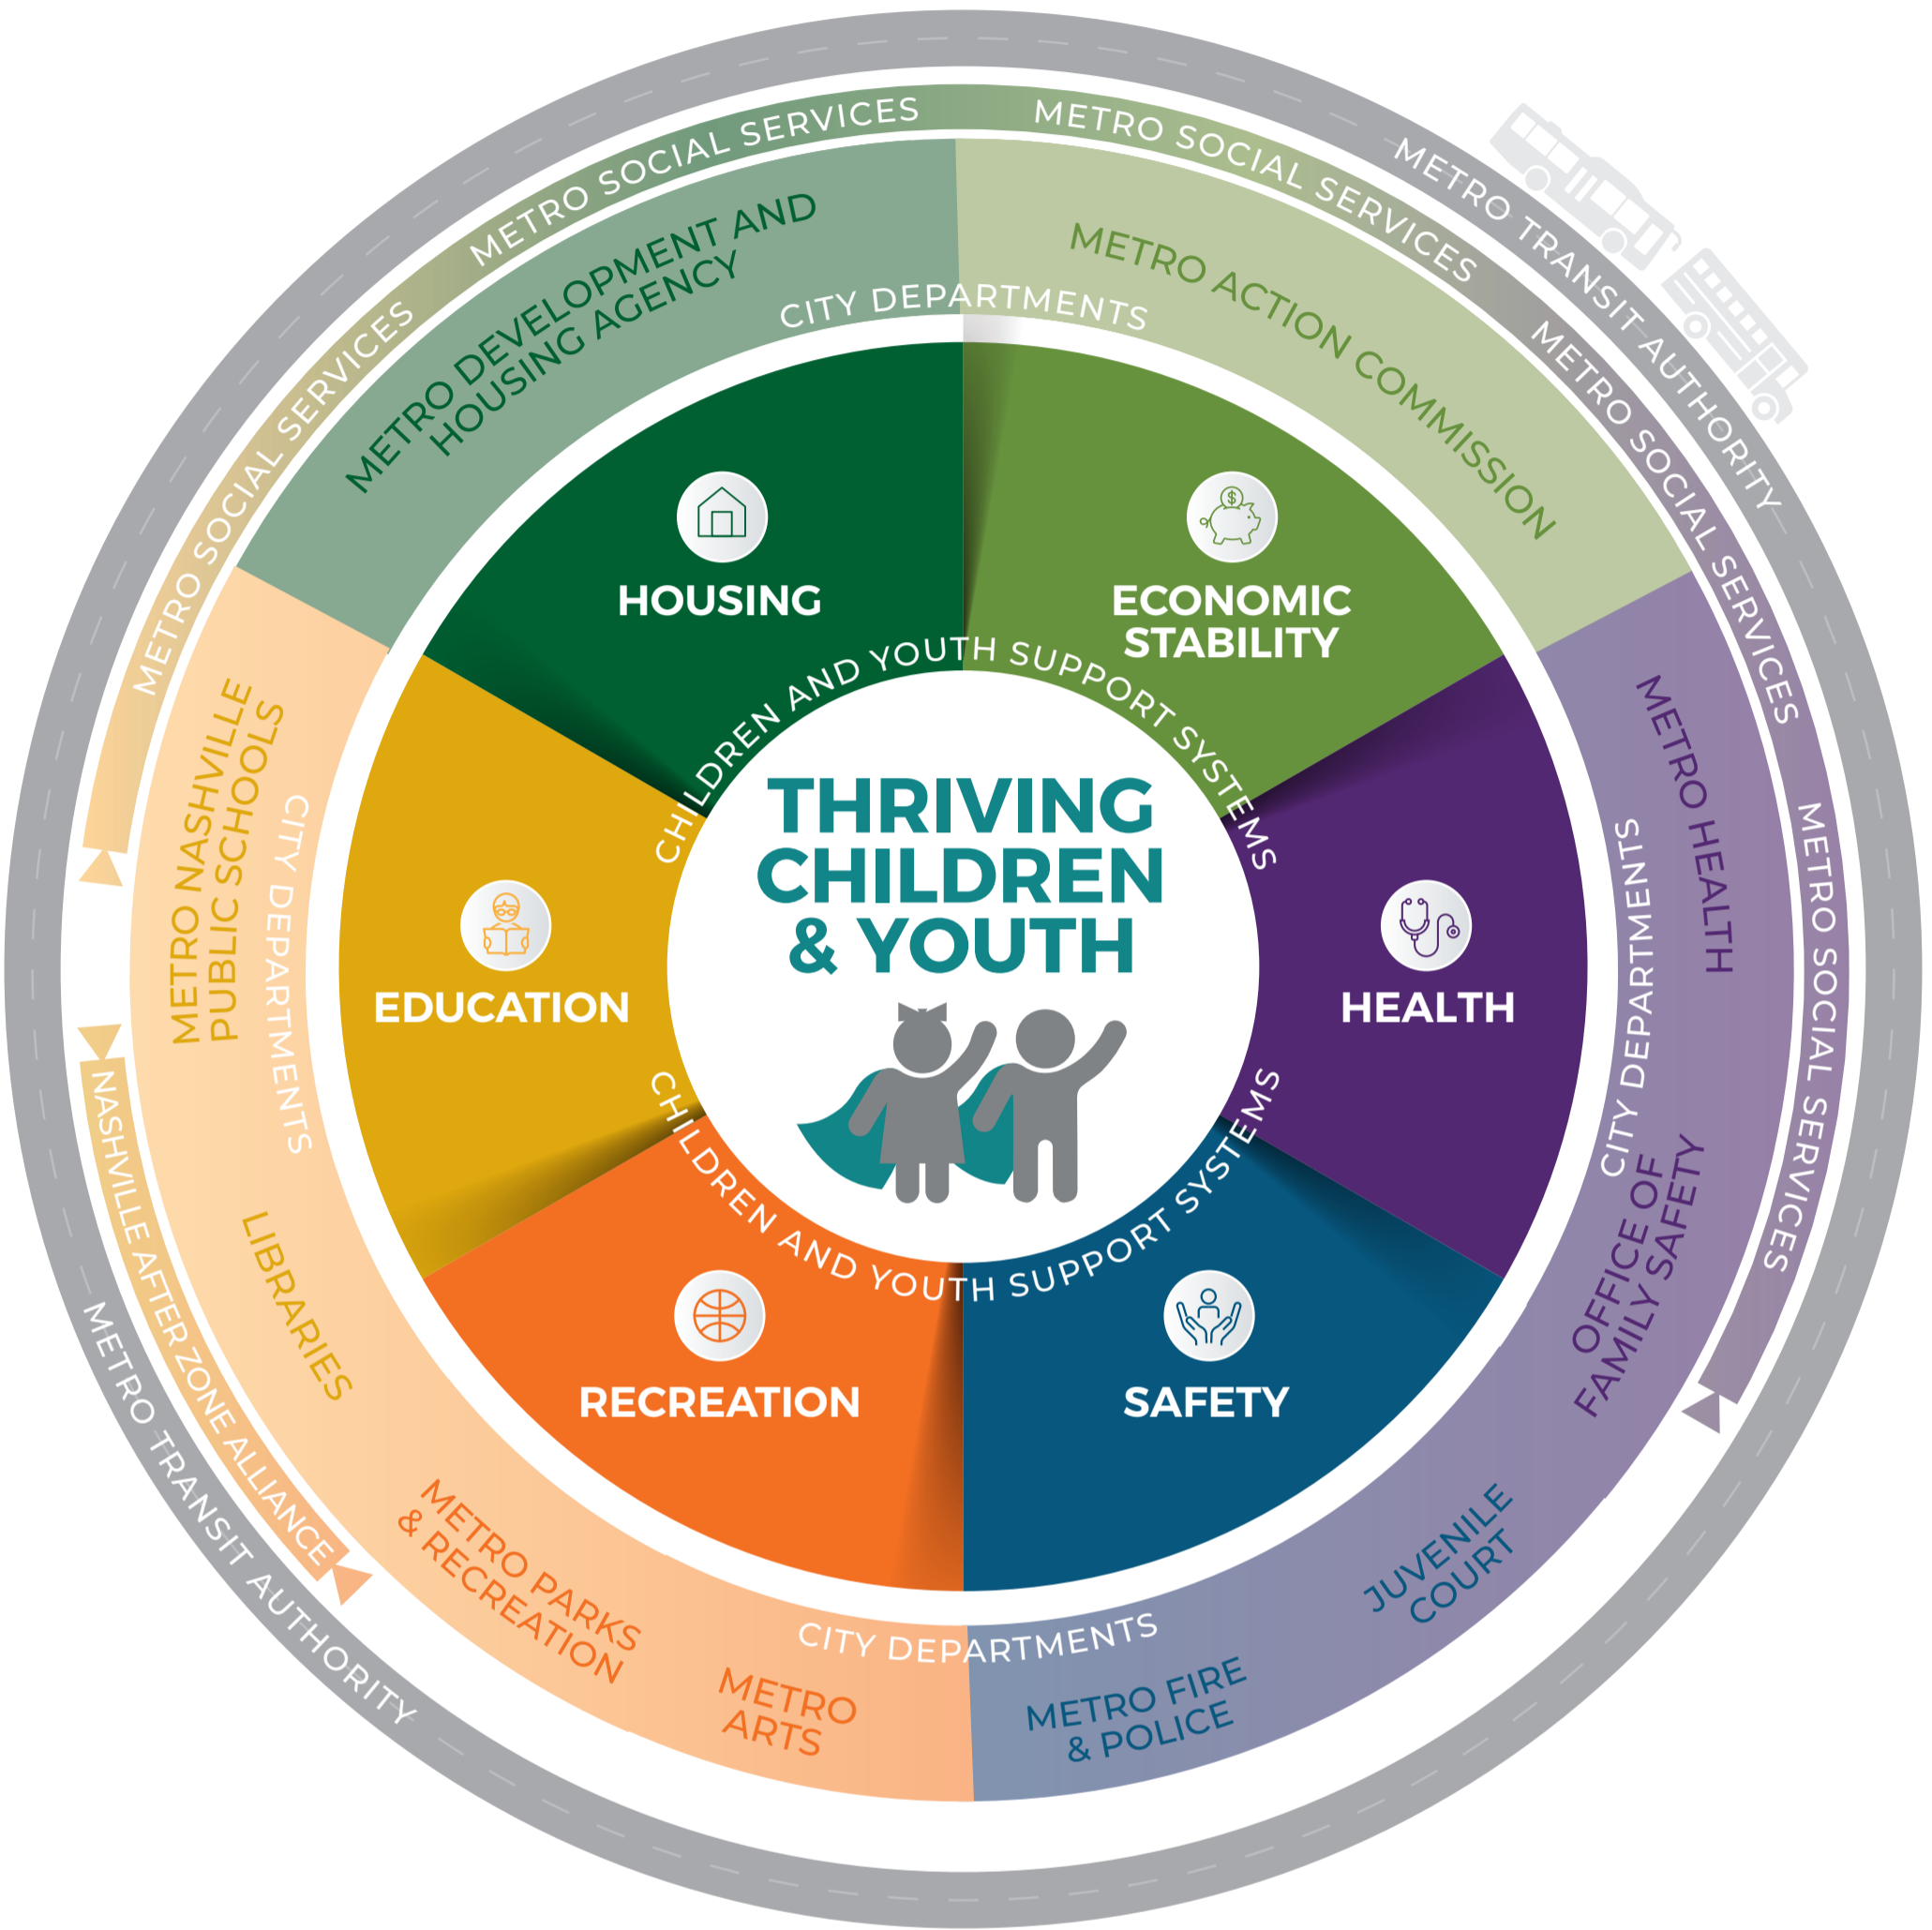 METRO TRANSIT AUTHORITY
METRO SOCIAL SERVICES
METRO SOCIAL SERVICES
METRO SOCIAL SERVICES
METRO SOCIAL SERVICES
METRO SOCIAL SERVICES
METRO DEVELOPMENT AND
HOUSING AGENCY
METRO ACTION COMMISSION
CITY DEPARTMENTS
HOUSING
$
ECONOMIC
STABILITY
CHILDREN AND YOUTH SUPPORT SYSTEMS
METRO NASHVILLE
PUBLIC SCHOOLS
CITY DEPARTMENTS
EDUCATION
THRIVING
CHILDREN
& YOUTH
HEALTH
CITY DEPARTMENTS
METRO HEALTH
OFFICE OF
FAMILY SAFETY
LIBRARIES
CHILDREN AND YOUTH SUPPORT SYSTEMS
RECREATION
SAFETY
NASHVILLE AFTER ZONE ALLIANCE
METRO TRANSIT AUTHORITY
METRO PARKS
& RECREATION
METRO
ARTS
CITY DEPARTMENTS
METRO FIRE
& POLICE
JUVENILE
COURT